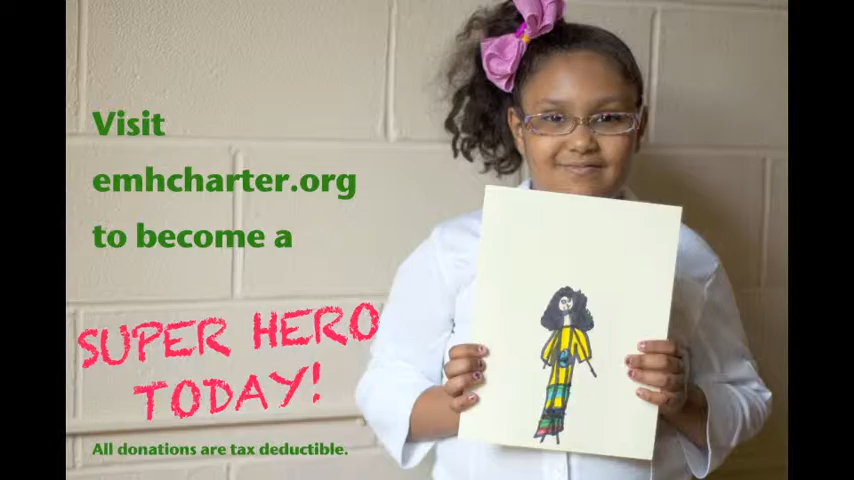 Visit
emhcharter.org
to become a
SUPER HERO
TODAY!
All donations are tax deductible.